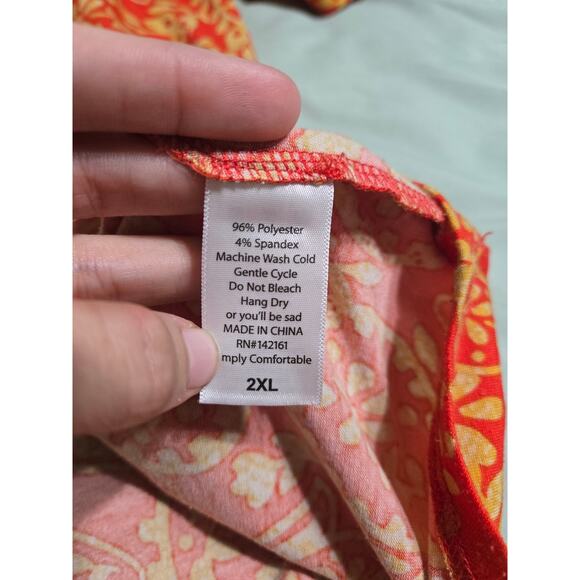 96% Polyester
4% Spandex
Machine Wash Cold
Gentle Cycle
Do Not Bleach
Hang Dry
or you'll be sad
MADE IN CHINA
RN#142161
mply Comfortable
2XL